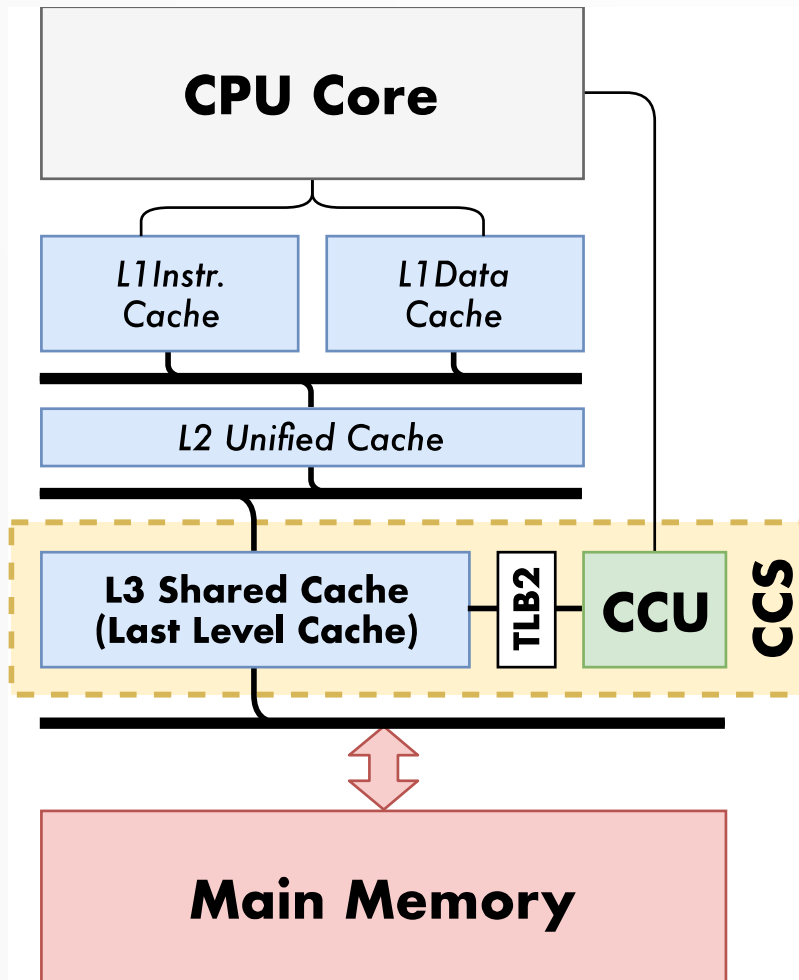 CPU Core
L1Instr.
Cache
L1Data
Cache
L2 Unified Cache
L3 Shared Cache
(Last Level Cache)
TLB2
CCU
CCS
Main Memory